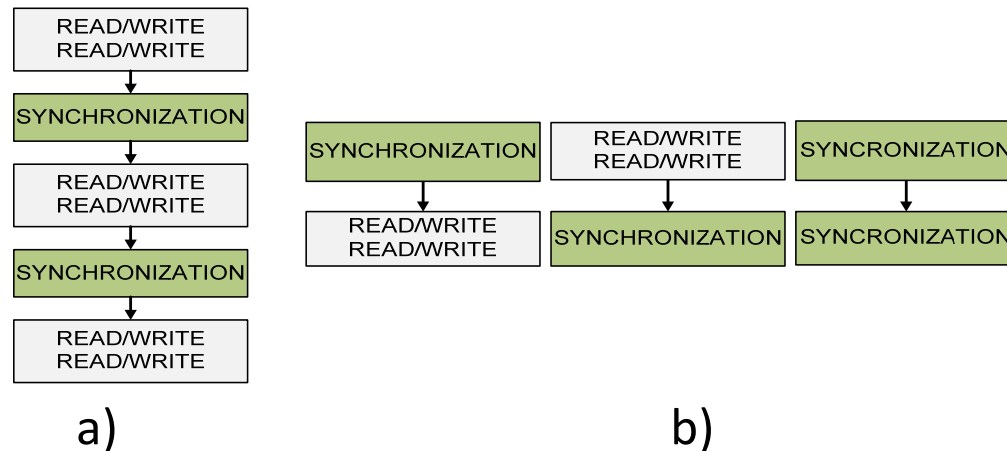 READ/WRITE
READ/WRITE
SYNCHRONIZATION
READ/WRITE
READ/WRITE
SYNCHRONIZATION
READ/WRITE
READ/WRITE
a)
SYNCHRONIZATION
READ/WRITE
READ/WRITE
READ/WRITE
READ/WRITE
SYNCHRONIZATION
SYNCRONIZATION
SYNCRONIZATION
b)